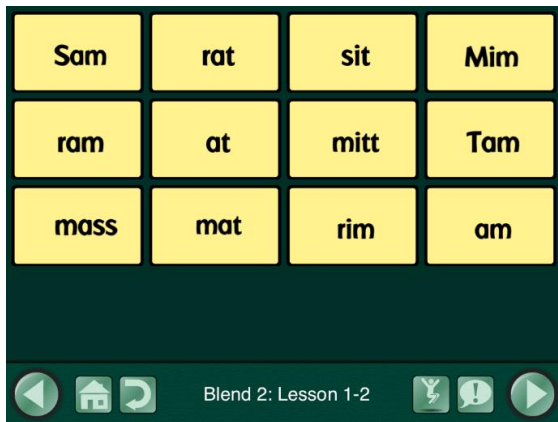 Sam rat sit Mim
ram at mitt Tam
mass mat rim am
Blend 2: Lesson 1-2